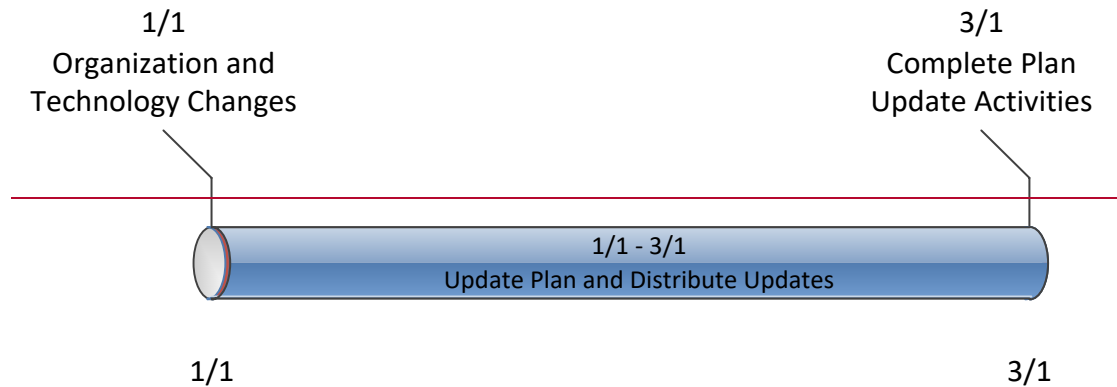 1/1
Organization and
Technology Changes
3/1
Complete Plan
Update Activities
1/1 - 3/1
Update Plan and Distribute Updates
1/1
3/1